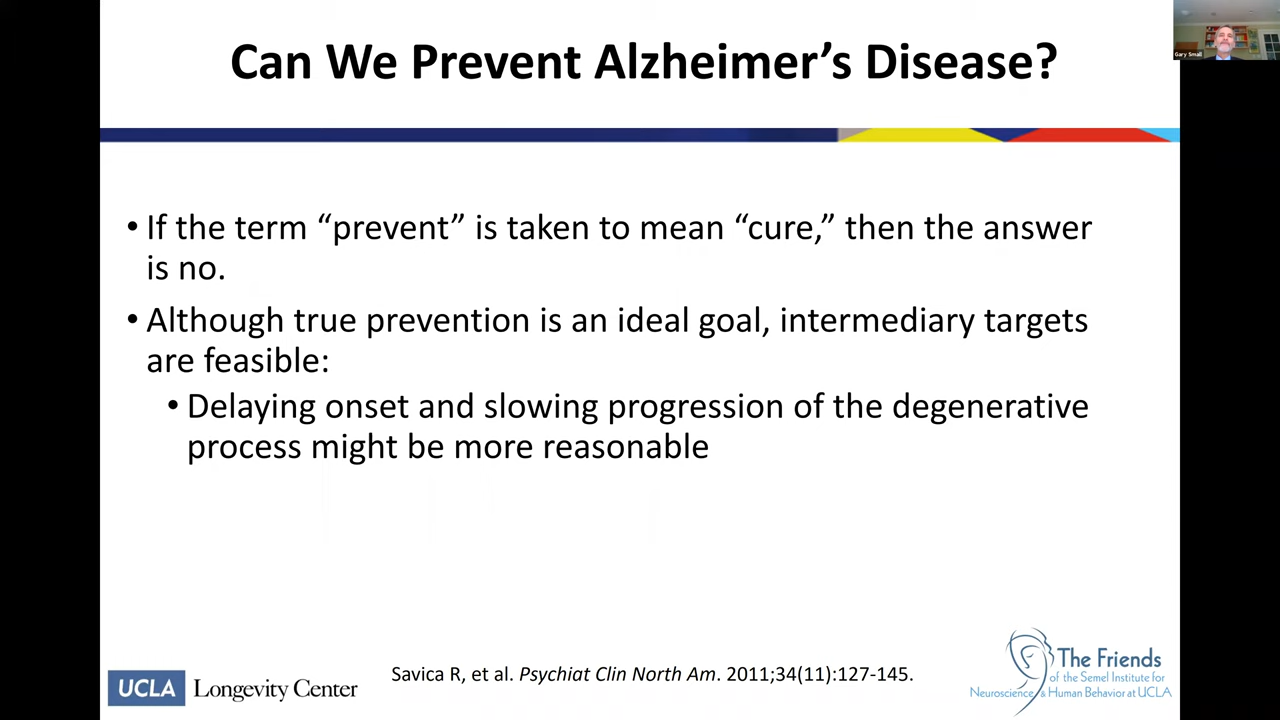 Can We Prevent Alzheimer’s Disease?
Gary Small
• If the term “prevent” is taken to mean “cure,” then the answer
is no.
• Although true prevention is an ideal goal, intermediary targets
are feasible:
• Delaying onset and slowing progression of the degenerative
process might be more reasonable
Savica R, et al. Psychiat Clin North Am. 2011;34(11):127-145.
UCLA Longevity Center
The Friends
of the Semel Institute for
Neuroscience & Human Behavior at UCLA